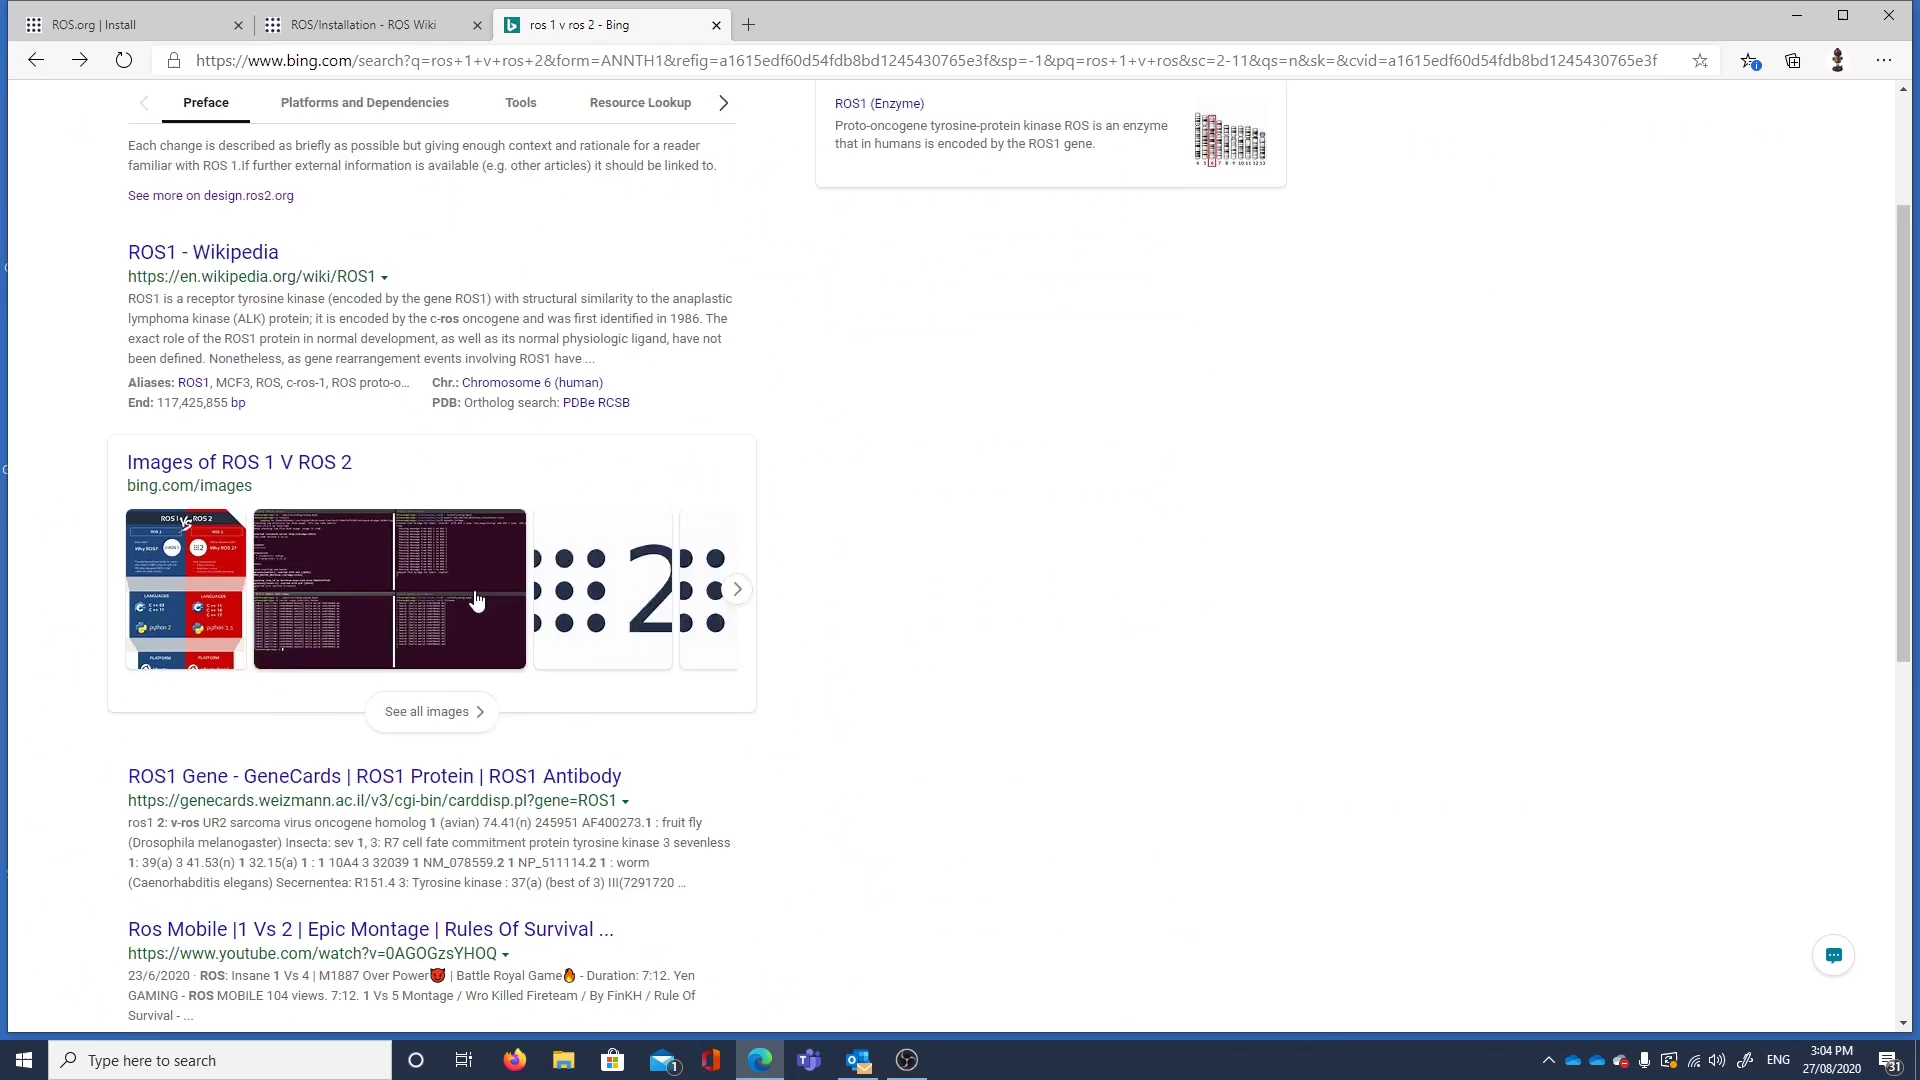 ROS.org | Install
ROS/Installation - ROS Wiki
ros 1 v ros 2 - Bing
https://www.bing.com/search?q=ros+1+v+ros+2&form=ANNTH1&refig=a1615edf60d54fdb8bd1245430765e3f&sp=-1&pq=ros+1+v+ros&sc=2-11&qs=n&sk=&cvid=a1615edf60d54fdb8bd1245430765e3f
Preface
Platforms and Dependencies
Tools
Resource Lookup
Each change is described as briefly as possible but giving enough context and rationale for a reader
familiar with ROS 1.If further external information is available (e.g. other articles) it should be linked to.
See more on design.ros2.org
ROS1 (Enzyme)
Proto-oncogene tyrosine-protein kinase ROS is an enzyme
that in humans is encoded by the ROS1 gene.
ROS1 - Wikipedia
https://en.wikipedia.org/wiki/ROS1
ROS1 is a receptor tyrosine kinase (encoded by the gene ROS1) with structural similarity to the anaplastic
lymphoma kinase (ALK) protein; it is encoded by the c-ros oncogene and was first identified in 1986. The
exact role of the ROS1 protein in normal development, as well as its normal physiologic ligand, have not
been defined. Nonetheless, as gene rearrangement events involving ROS1 have ...
Aliases: ROS1, MCF3, ROS, c-ros-1, ROS proto-o...
Chr.: Chromosome 6 (human)
End: 117,425,855 bp
PDB: Ortholog search: PDBe RCSB
Images of ROS 1 V ROS 2
bing.com/images
ROS 1 VS ROS 2
Why ROS?
Why ROS 2?
LANGUAGES
LANGUAGES
python 2
python 3.5
PLATFORM
PLATFORM
2
See all images
ROS1 Gene - GeneCards | ROS1 Protein | ROS1 Antibody
https://genecards.weizmann.ac.il/v3/cgi-bin/carddisp.pl?gene=ROS1
ros1 2: v-ros UR2 sarcoma virus oncogene homolog 1 (avian) 74.41(n) 245951 AF400273.1 : fruit fly
(Drosophila melanogaster) Insecta: sev 1, 3: R7 cell fate commitment protein tyrosine kinase 3 sevenless
1: 39(a) 3 41.53(n) 1 32.15(a) 1 : 1 10A4 3 32039 1 NM_078559.2 1 NP_511114.2 1 : worm
(Caenorhabditis elegans) Secernentea: R151.4 3: Tyrosine kinase : 37(a) (best of 3) III(7291720 ...
Ros Mobile |1 Vs 2 | Epic Montage | Rules Of Survival ...
https://www.youtube.com/watch?v=0AGOGzsYHOQ
23/6/2020 · ROS: Insane 1 Vs 4 | M1887 Over Power👿 | Battle Royal Game🔥 - Duration: 7:12. Yen
GAMING - ROS MOBILE 104 views. 7:12. 1 Vs 5 Montage / Wro Killed Fireteam / By FinKH / Rule Of
Survival - ...
Type here to search
1
ENG
3:04 PM
27/08/2020
31